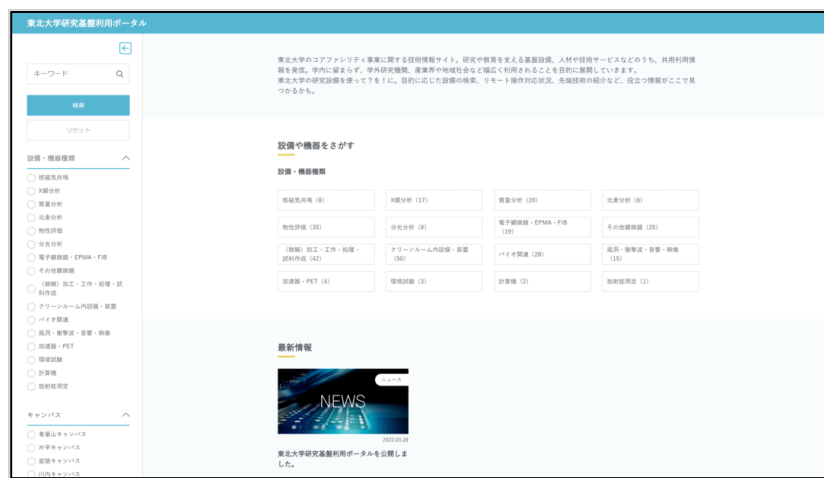 東北大学研究基盤利用ポータル
キーワード
検索
リセット
設備・機器種類
核磁気共鳴
X線分析
質量分析
元素分析
物性評価
分光分析
電子顕微鏡・EPMA・FIB
その他顕微鏡
（微細）加工・工作・処理・試
料作成
クリーンルーム内設備・装置
バイオ関連
風洞・衝撃波・音響・映像
加速器・PET
環境試験
計算機
放射能測定
キャンパス
青葉山キャンパス
片平キャンパス
星陵キャンパス
川内キャンパス
東北大学のコアファシリティ事業に関する技術情報サイト。研究や教育を支える基盤設備、人材や技術サービスなどのうち、共用利用情
報を発信。学内に留まらず、学外研究機関、産業界や地域社会など幅広く利用されることを目的に展開していきます。
東北大学の研究設備を使って？を！に。目的に応じた設備の検索、リモート操作対応状況、先端技術の紹介など、役立つ情報がここで見
つかるかも。
設備や機器をさがす
設備・機器種類
核磁気共鳴（8）
X線分析（17）
質量分析（20）
元素分析（6）
物性評価（35）
分光分析（9）
電子顕微鏡・EPMA・FIB
（19）
その他顕微鏡（20）
（微細）加工・工作・処理・
試料作成（42）
クリーンルーム内設備・装置
（50）
バイオ関連（28）
風洞・衝撃波・音響・映像
（15）
加速器・PET（4）
環境試験（3）
計算機（2）
放射能測定（1）
最新情報
ニュース
NEWS
2022.03.28
東北大学研究基盤利用ポータルを公開しま
した。